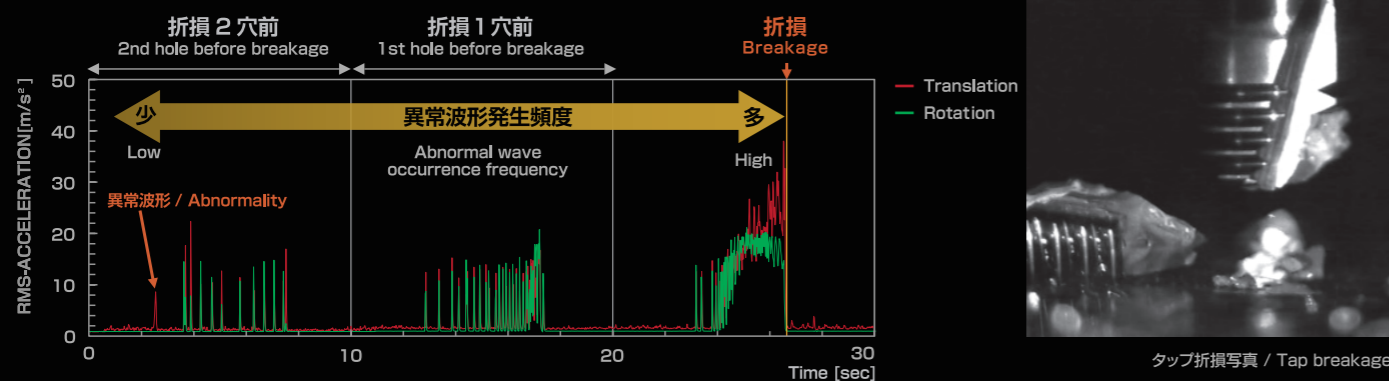 折損 2 穴前
2nd hole before breakage
折損 1 穴前
1st hole before breakage
折損
Breakage
RMS-ACCELERATION[m/s²]
50
40
30
20
10
0
少
異常波形発生頻度
多
Low
Abnormal wave
occurrence frequency
High
異常波形 / Abnormality
Translation
Rotation
0
10
20
30
Time [sec]
タップ折損写真 / Tap breakage